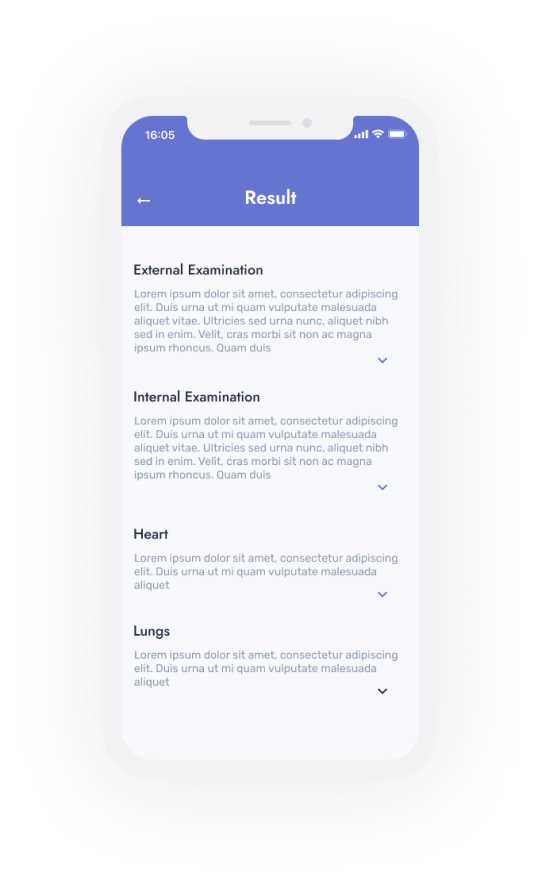 16:05
Result
External Examination
Lorem ipsum dolor sit amet, consectetur adipiscing
elit. Duis urna ut mi quam vulputate malesuada
aliquet vitae. Ultricies sed urna nunc, aliquet nibh
sed in enim. Velit, cras morbi sit non ac magna
ipsum rhoncus. Quam duis
Internal Examination
Lorem ipsum dolor sit amet, consectetur adipiscing
elit. Duis urna ut mi quam vulputate malesuada
aliquet vitae. Ultricies sed urna nunc, aliquet nibh
sed in enim. Velit, cras morbi sit non ac magna
ipsum rhoncus. Quam duis
Heart
Lorem ipsum dolor sit amet, consectetur adipiscing
elit. Duis urna ut mi quam vulputate malesuada
aliquet
Lungs
Lorem ipsum dolor sit amet, consectetur adipiscing
elit. Duis urna ut mi quam vulputate malesuada
aliquet